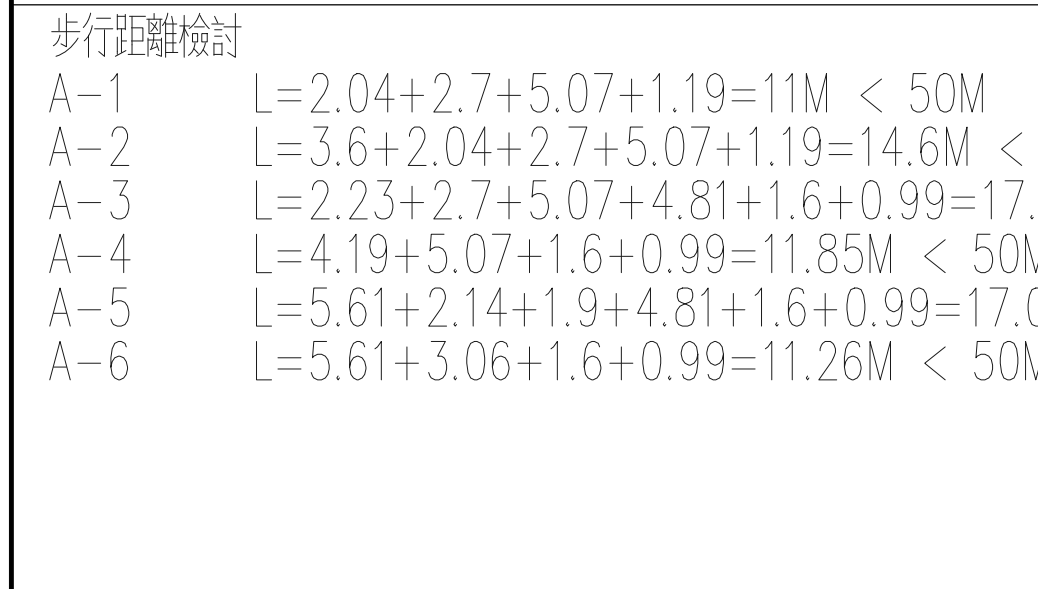 步行距離檢討
A-1 L=2.04+2.7+5.07+1.19=11M < 50M
A-2 L=3.6+2.04+2.7+5.07+1.19=14.6M <
A-3 L=2.23+2.7+5.07+4.81+1.6+0.99=17.
A-4 L=4.19+5.07+1.6+0.99=11.85M < 50M
A-5 L=5.61+2.14+1.9+4.81+1.6+0.99=17.0
A-6 L=5.61+3.06+1.6+0.99=11.26M < 50M